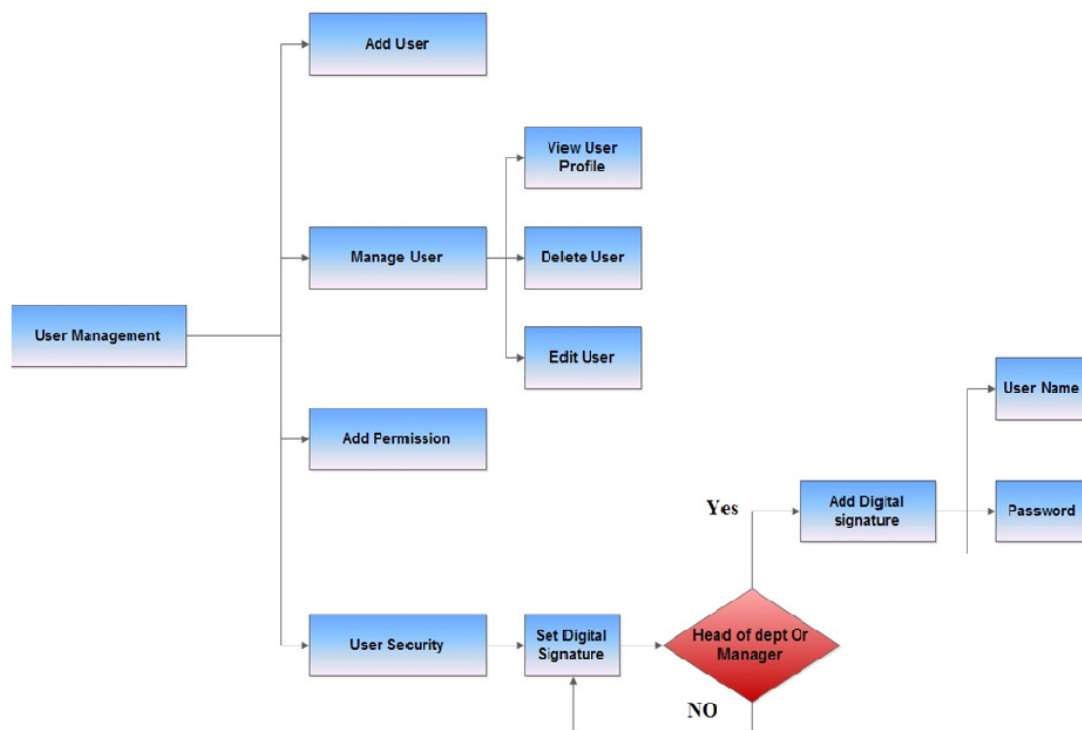 Add User
View User
Profile
Manage User
Delete User
User Management
Edit User
User Name
Add Permission
Yes
Add Digital
signature
Password
User Security
Set Digital
Signature
Head of dept Or
Manager
NO